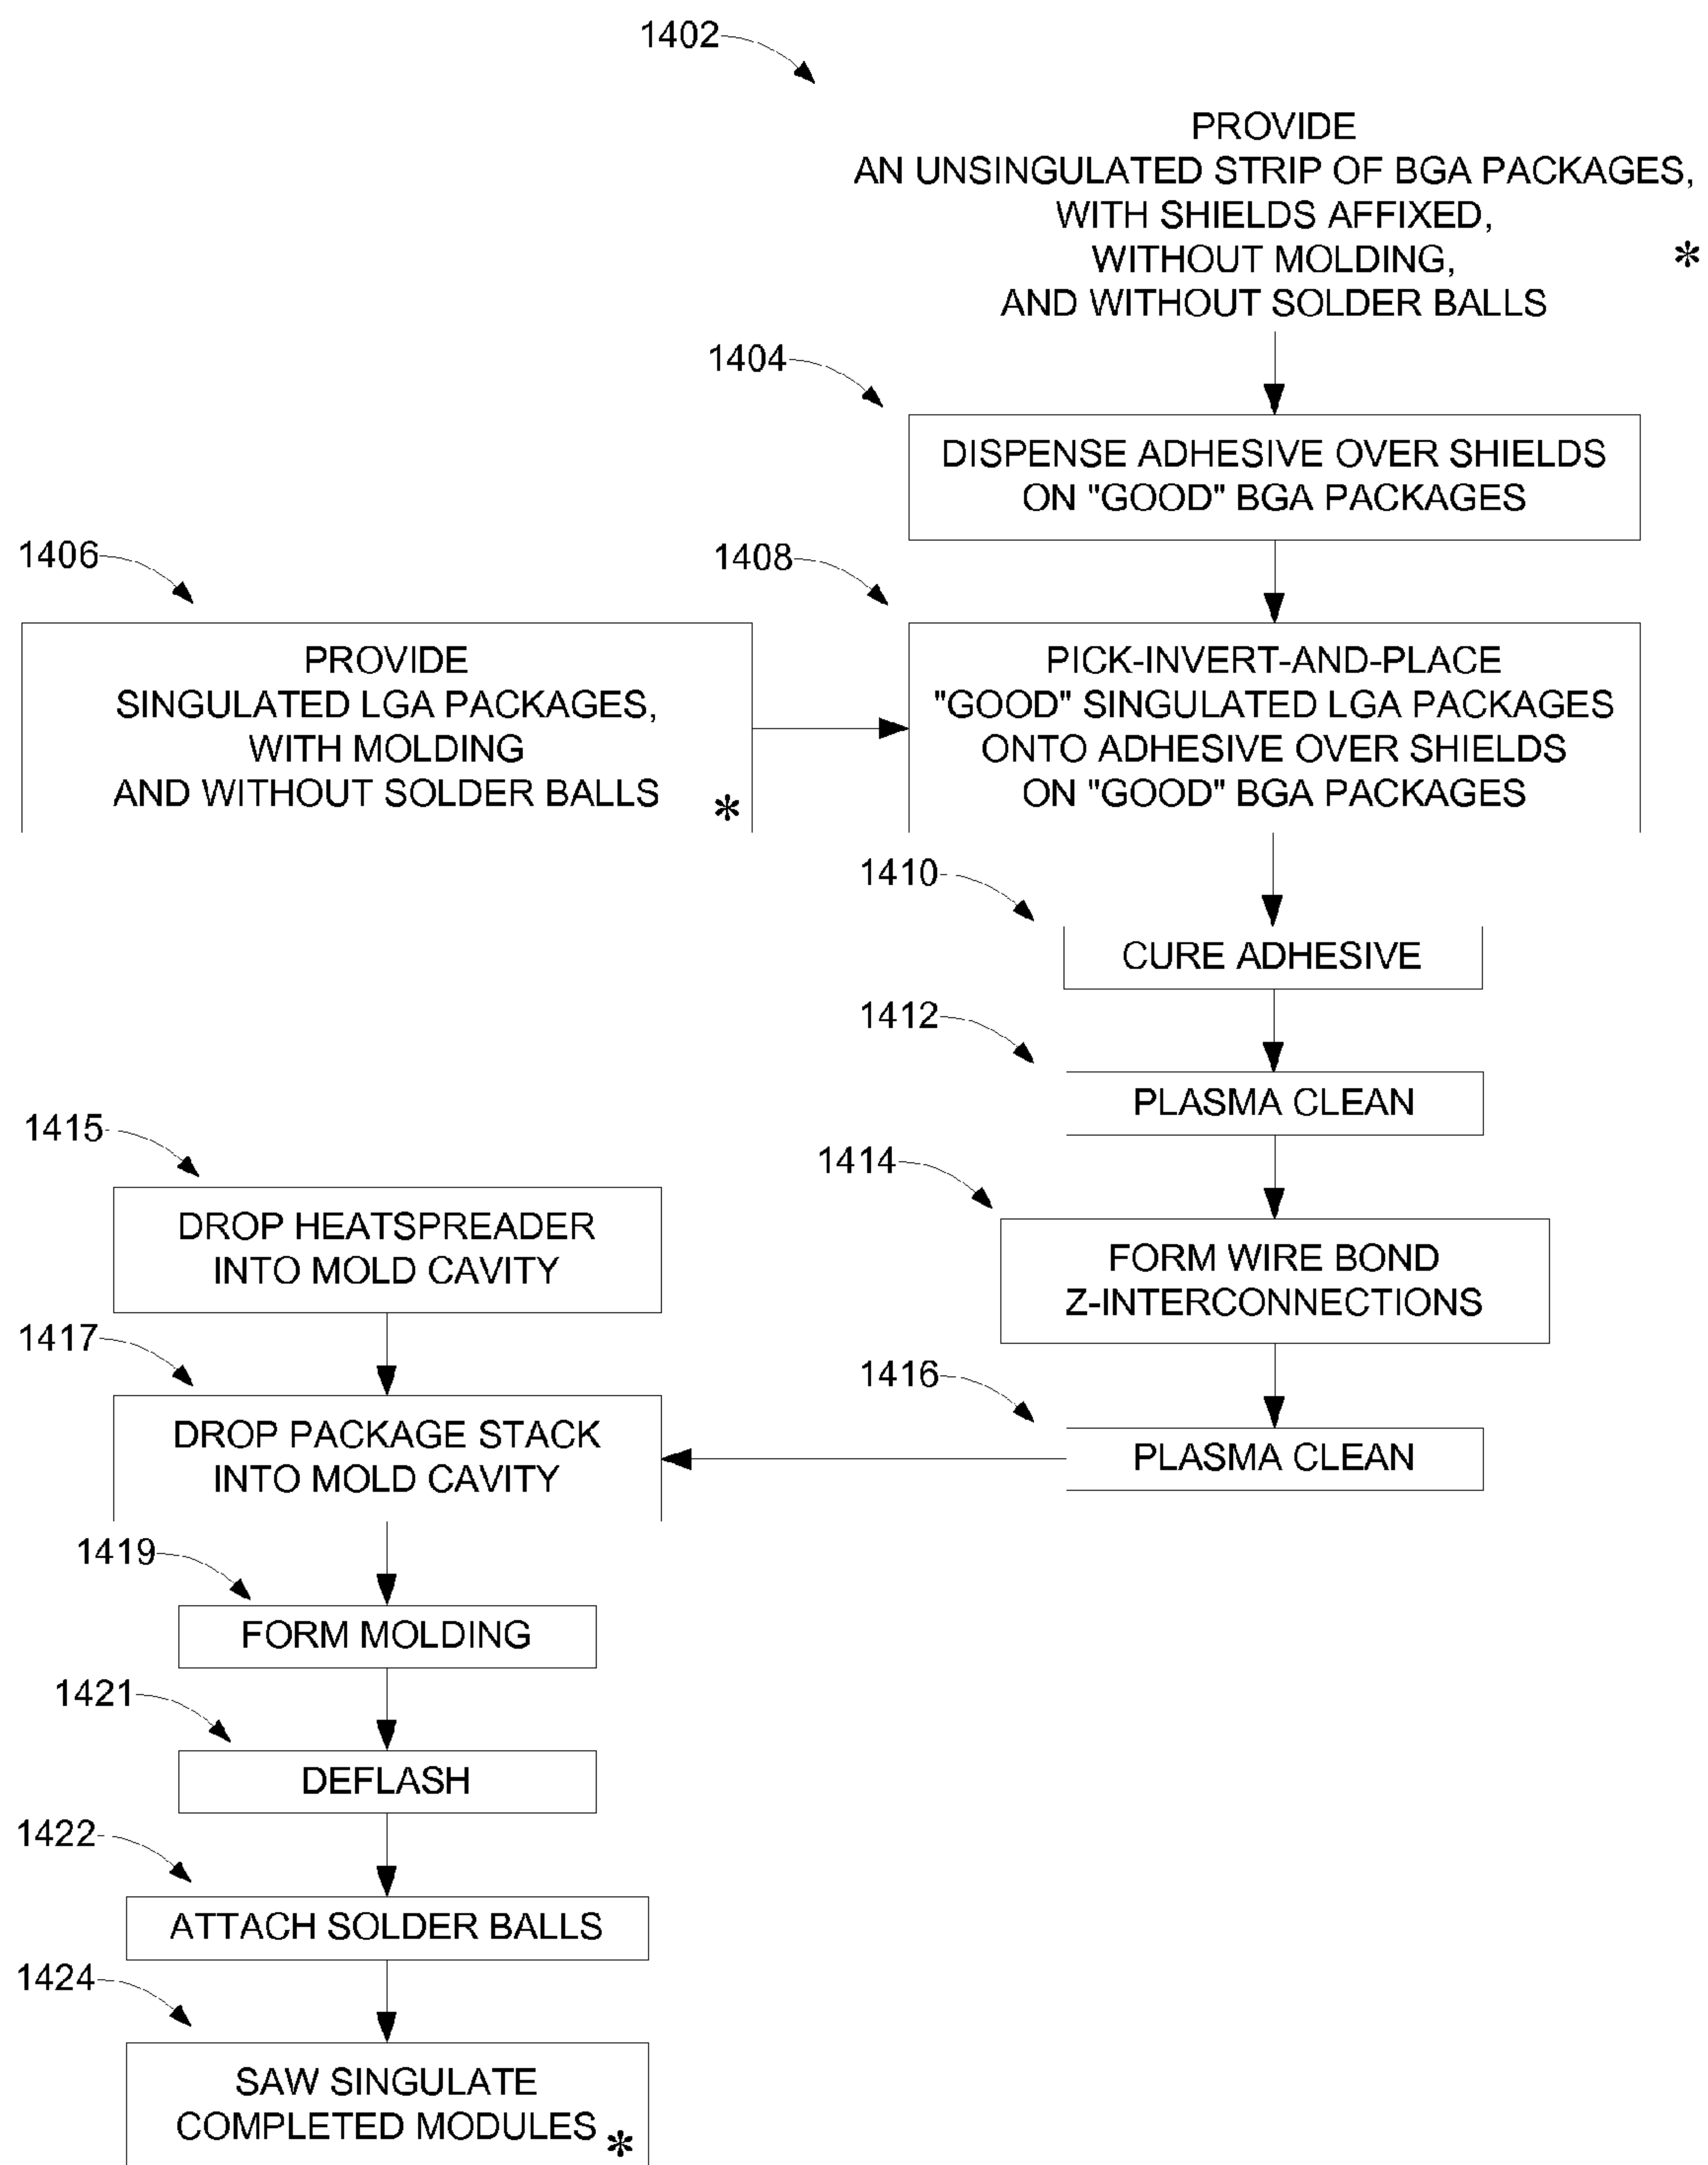 1402
PROVIDE
AN UNSINGULATED STRIP OF BGA PACKAGES,
WITH SHIELDS AFFIXED,
WITHOUT MOLDING,
AND WITHOUT SOLDER BALLS
*
1404
DISPENSE ADHESIVE OVER SHIELDS
ON "GOOD" BGA PACKAGES
1406
PROVIDE
SINGULATED LGA PACKAGES,
WITH MOLDING
AND WITHOUT SOLDER BALLS
*
1408
PICK-INVERT-AND-PLACE
"GOOD" SINGULATED LGA PACKAGES
ONTO ADHESIVE OVER SHIELDS
ON "GOOD" BGA PACKAGES
1410
CURE ADHESIVE
1412
PLASMA CLEAN
1414
FORM WIRE BOND
Z-INTERCONNECTIONS
1416
PLASMA CLEAN
1415
DROP HEATSPREADER
INTO MOLD CAVITY
1417
DROP PACKAGE STACK
INTO MOLD CAVITY
1419
FORM MOLDING
1421
DEFLASH
1422
ATTACH SOLDER BALLS
1424
SAW SINGULATE
COMPLETED MODULES *